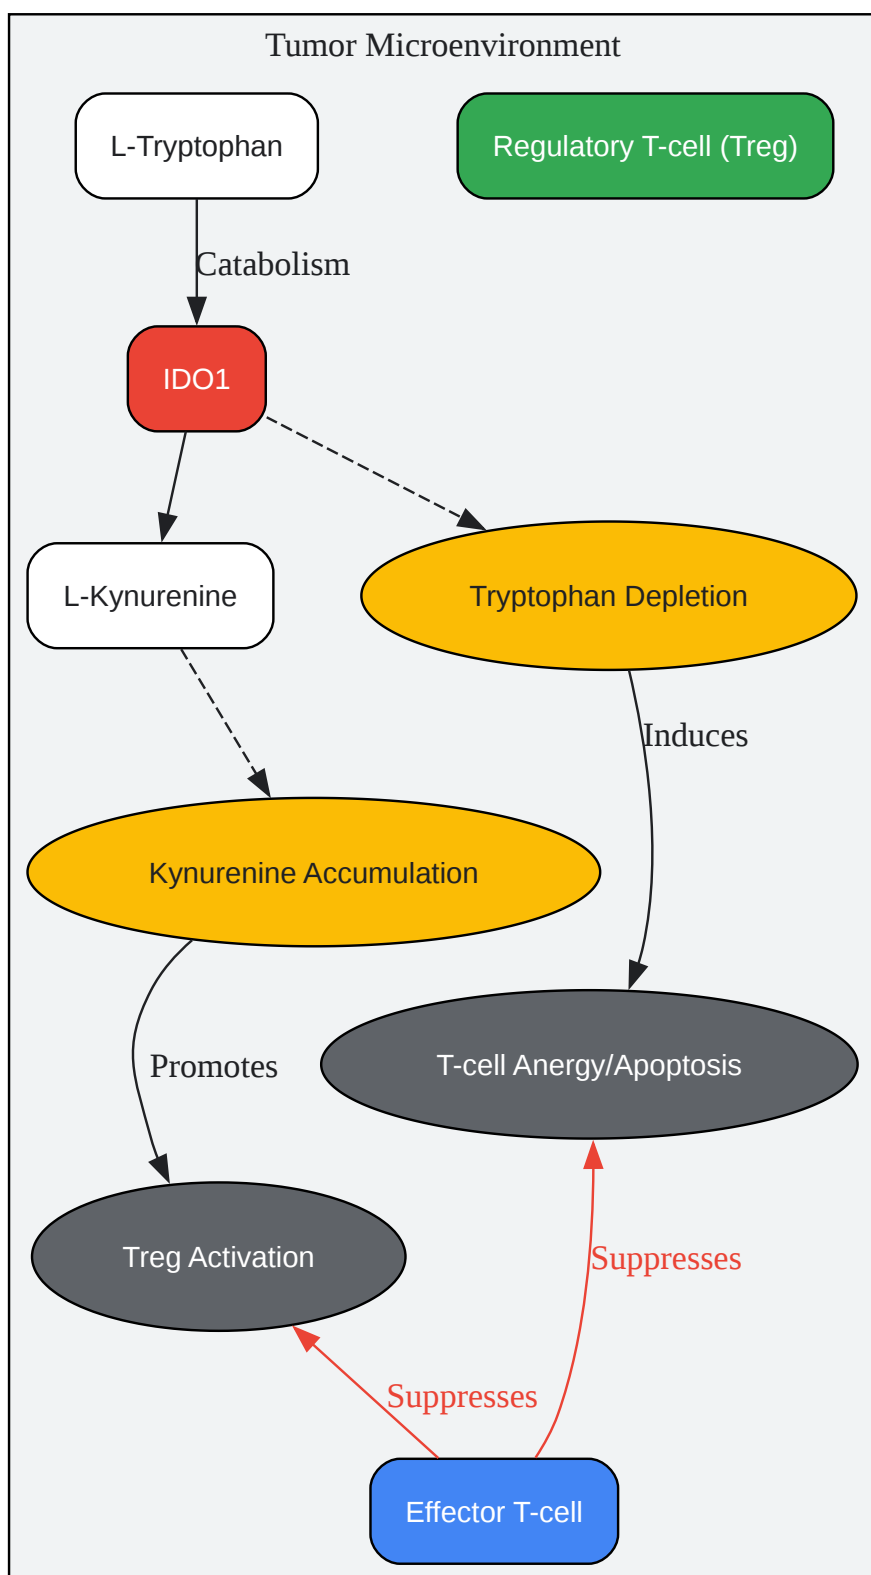 Tumor Microenvironment
L-Tryptophan
Regulatory T-cell (Treg)
Catabolism
IDO1
L-Kynurenine
Tryptophan Depletion
Induces
Kynurenine Accumulation
Promotes
T-cell Anergy/Apoptosis
Treg Activation
Suppresses
Suppresses
Effector T-cell